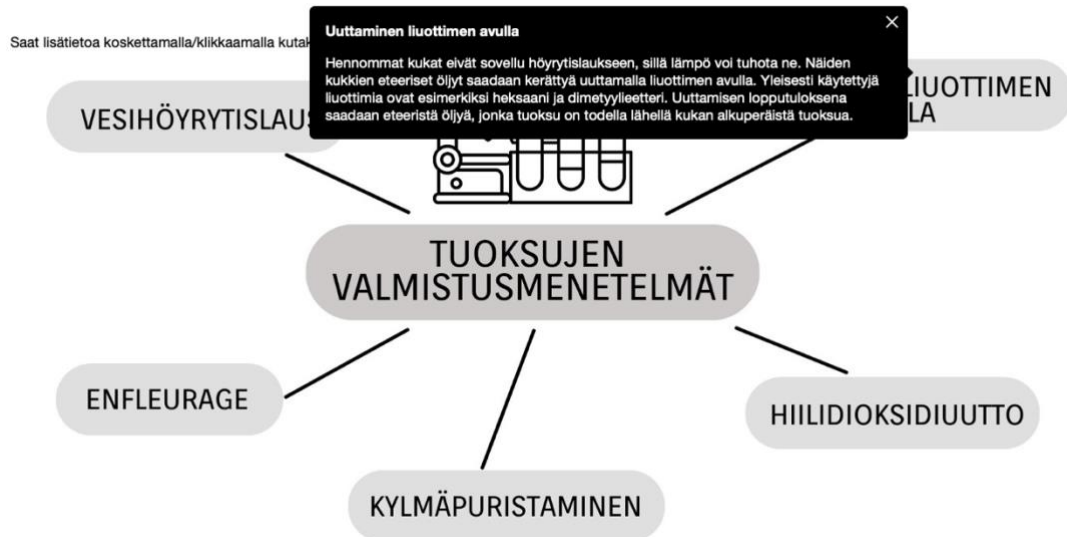 Saat lisätietoa koskettamalla/klikkaamalla
Uuttaminen liuottimen avulla
Hennommat kukat eivät sovellu höyrytislaukseen, sillä lämpö voi tuhota ne. Näiden
kukkien eteeriset öljyt saadaan kerättyä uuttamalla liuottimen avulla. Yleisesti käytettyjä
liuottimia ovat esimerkiksi heksaani ja dimetyylieetteri. Uuttamisen lopputuloksena
saadaan eteeristä öljyä, jonka tuoksu on todella lähellä kukan alkuperäistä tuoksua.
VESIHÖYRYTISLAUS
LIUOTTIMEN
LA
TUOKSUJEN
VALMISTUSMENETELMÄT
ENFLEURAGE
HIILIDIOKSIDIUUTTO
KYLMÄPURISTAMINEN